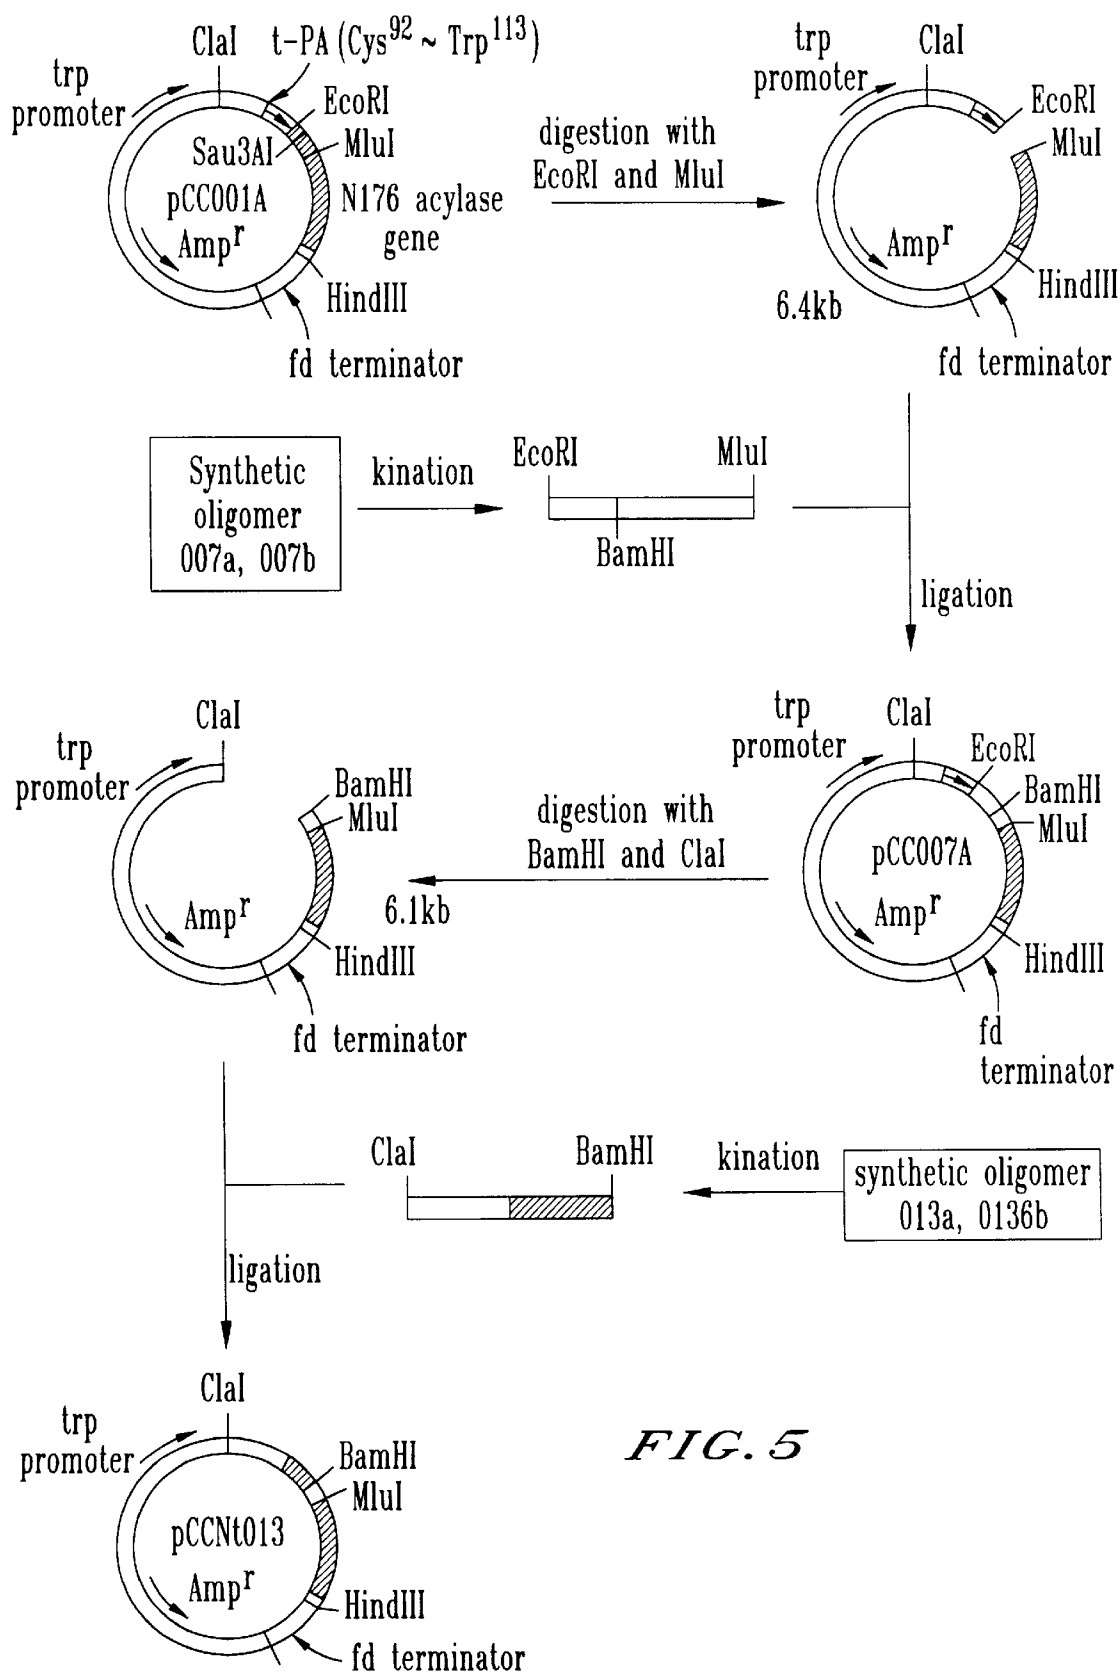 ClaI t-PA (Cys92 ~ Trp113)
trp
promoter
EcoRI
Sau3AI
MluI
pCC001A
N176 acylase
gene
Ampr
HindIII
fd terminator
digestion with
EcoRI and MluI
trp
promoter
ClaI
EcoRI
MluI
Ampr
HindIII
6.4kb
fd terminator
Synthetic
oligomer
007a, 007b
kination
EcoRI
MluI
BamHI
ligation
trp
promoter
ClaI
EcoRI
BamHI
MluI
pCC007A
Ampr
HindIII
fd
terminator
digestion with
BamHI and ClaI
6.1kb
ClaI
trp
promoter
BamHI
MluI
Ampr
HindIII
fd terminator
synthetic oligomer
013a, 0136b
kination
ClaI
BamHI
ligation
ClaI
trp
promoter
BamHI
MluI
pCCNt013
Ampr
HindIII
fd terminator
FIG. 5